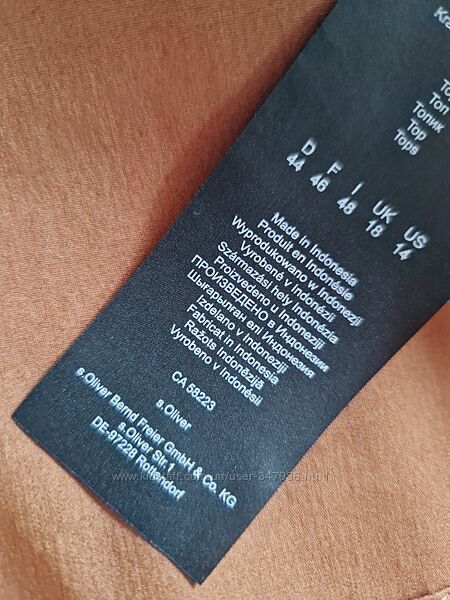 Топ
Топик
Top
Tops
D F I UK US
44 46 48 18 14
Made in Indonesia
Produit en Indonésie
Vyrobené v Indonézii
Wyprodukowano w Indonezji
Származási hely Indonézia
Proizvedeno u Indoneziji
ПРОИЗВЕДЕНО в Индонезии
Шығарылған елі Индонезия
Izdelano v Indoneziji
Fabricat in Indonesia
Ražots Indonēzijā
Vyrobeno v Indonésii
CA 58223
s.Oliver
s.Oliver Bernd Freier GmbH & Co. KG
s.Oliver Str.1
DE-97228 Rottendorf